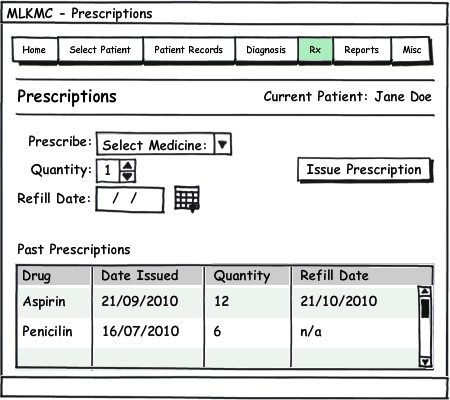 MLKMC - Prescriptions
Home Select Patient Patient Records Diagnosis Rx Reports Misc
Prescriptions Current Patient: Jane Doe
Prescribe: Select Medicine:
Quantity: 1
Issue Prescription
Refill Date: / /
Past Prescriptions
Drug Date Issued Quantity Refill Date
Aspirin 21/09/2010 12 21/10/2010
Penicilin 16/07/2010 6 n/a